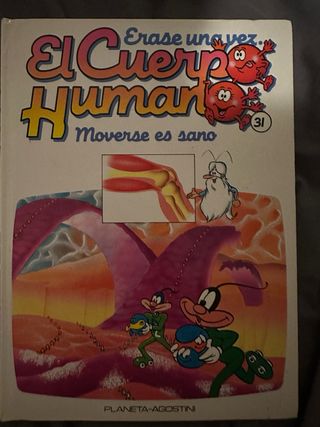 Erase una vez...
El Cuerpo
Humano
31
Moverse es sano
PLANETA-AGOSTINI